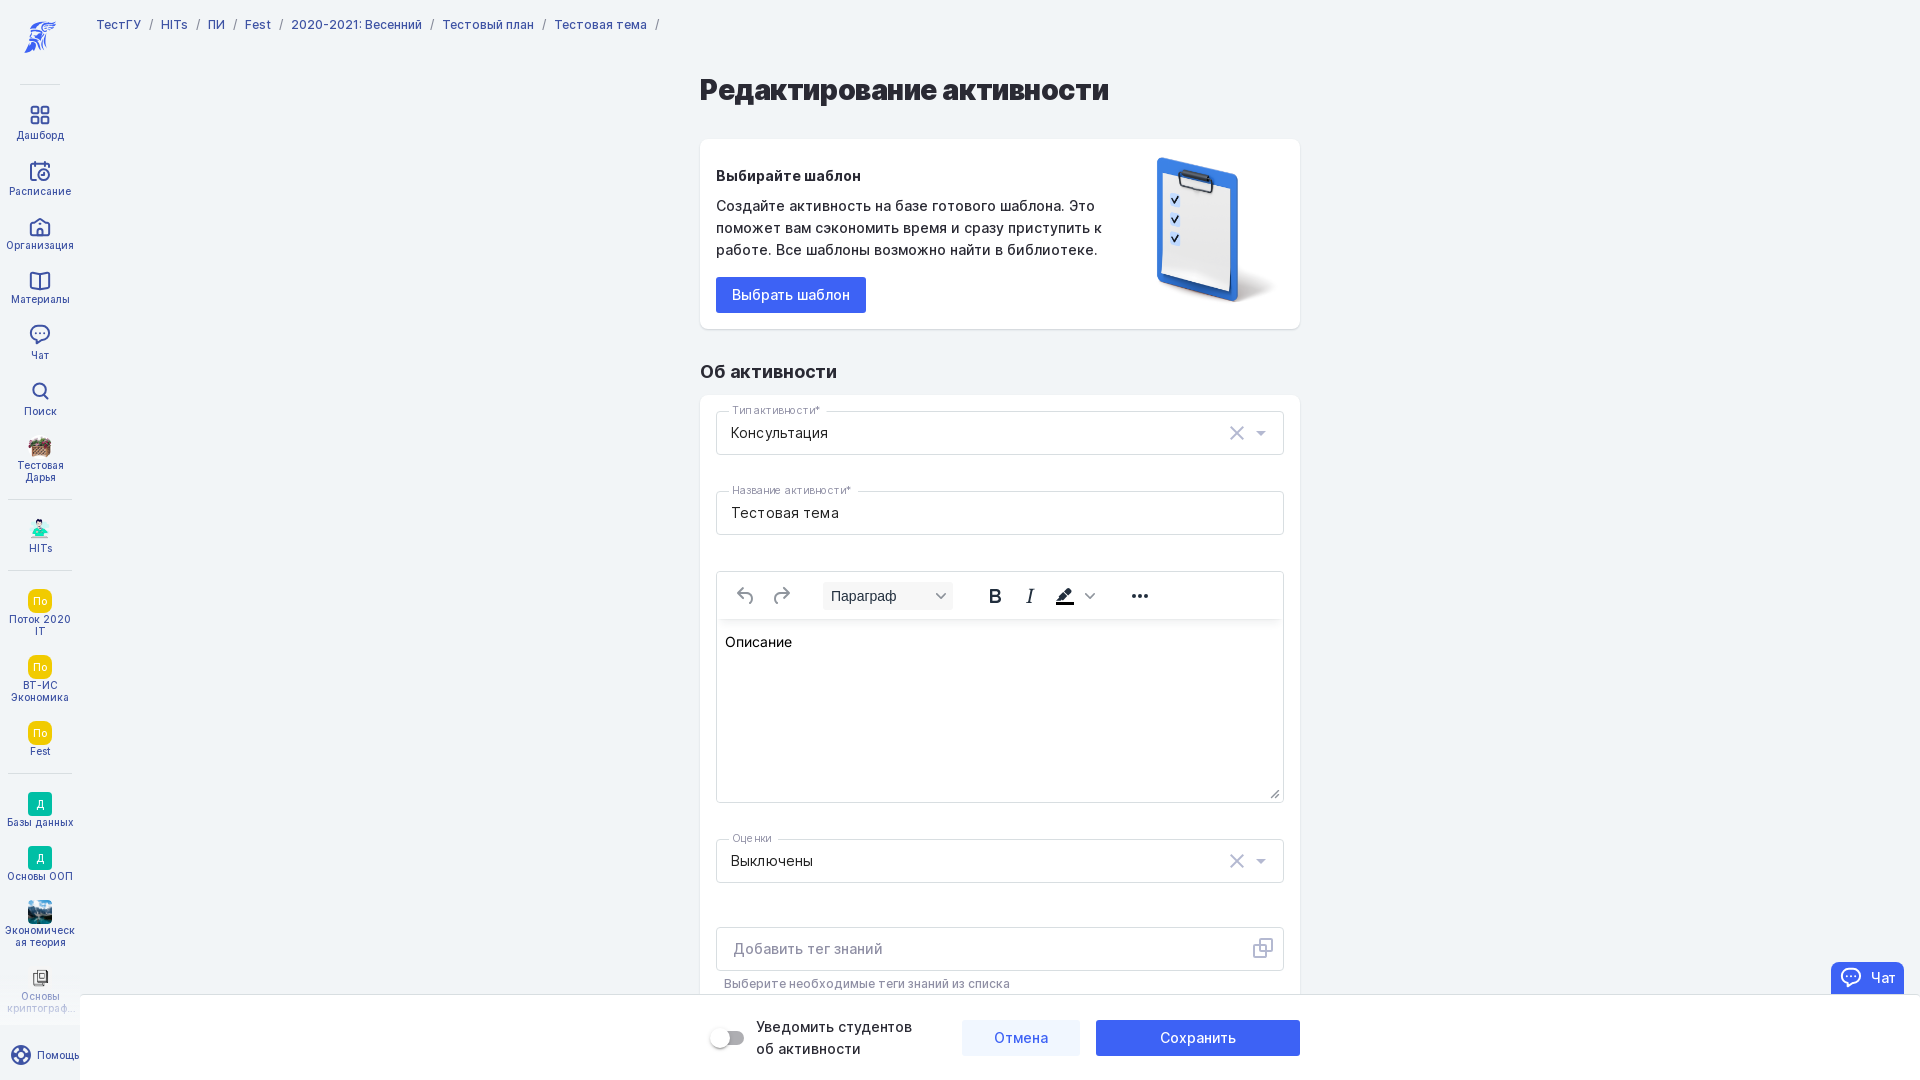 ТестГУ / HITs / ПИ / Fest / 2020-2021: Весенний / Тестовый план / Тестовая тема /
Дашборд
Расписание
Организация
Материалы
Чат
Поиск
Тестовая
Дарья
HITs
По
Поток 2020
IT
По
ВТ-ИС
Экономика
По
Fest
Д
Базы данных
Д
Основы ООП
Экономическ
ая теория
Основы
криптограф...
Помощь
Редактирование активности
Выбирайте шаблон
Создайте активность на базе готового шаблона. Это
поможет вам сэкономить время и сразу приступить к
работе. Все шаблоны возможно найти в библиотеке.
Выбрать шаблон
Об активности
Тип активности*
Консультация
Название активности*
Тестовая тема
Параграф
Описание
Оценки
Выключены
Добавить тег знаний
Выберите необходимые теги знаний из списка
Чат
Уведомить студентов
об активности
Отмена
Сохранить